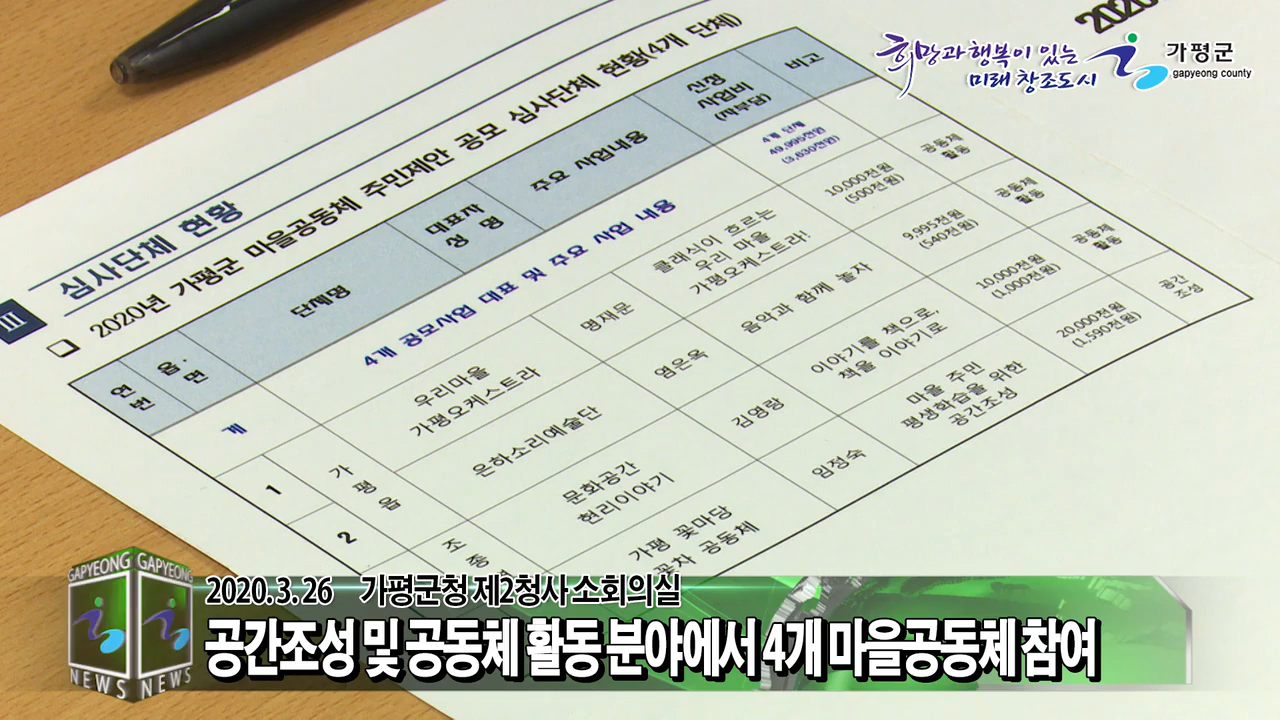 2020
희망과 행복이 있는
미래 창조도시
가평군
gapyeong county
Ⅲ 심사단체 현황
❏ 2020년 가평군 마을공동체 주민제안 공모 심사단체 현황(4개 단체)
연번 읍·면 단체명 대표자 성 명 주요 사업내용 신청 사업비 (자부담) 비고
계 4개 공모사업 대표 및 주요 사업 내용 4개 단체 49,995천원 (3,630천원)
1 가평읍 우리마을 가평오케스트라 명재문 클래식이 흐르는 우리 마을 가평오케스트라! 10,000천원 (500천원) 공동체 활동
2 은하소리예술단 염은옥 음악과 함께 놀자 9,995천원 (540천원) 공동체 활동
조종 문화공간 현리이야기 김영랑 이야기를 책으로, 책을 이야기로 10,000천원 (1,000천원) 공동체 활동
가평 꽃마당 꽃차 공동체 임정숙 마을 주민 평생학습을 위한 공간조성 20,000천원 (1,590천원) 공간 조성
GAPYEONG GAPYEONG
NEWS NEWS
2020. 3. 26 가평군청 제2청사 소회의실
공간조성 및 공동체 활동 분야에서 4개 마을공동체 참여